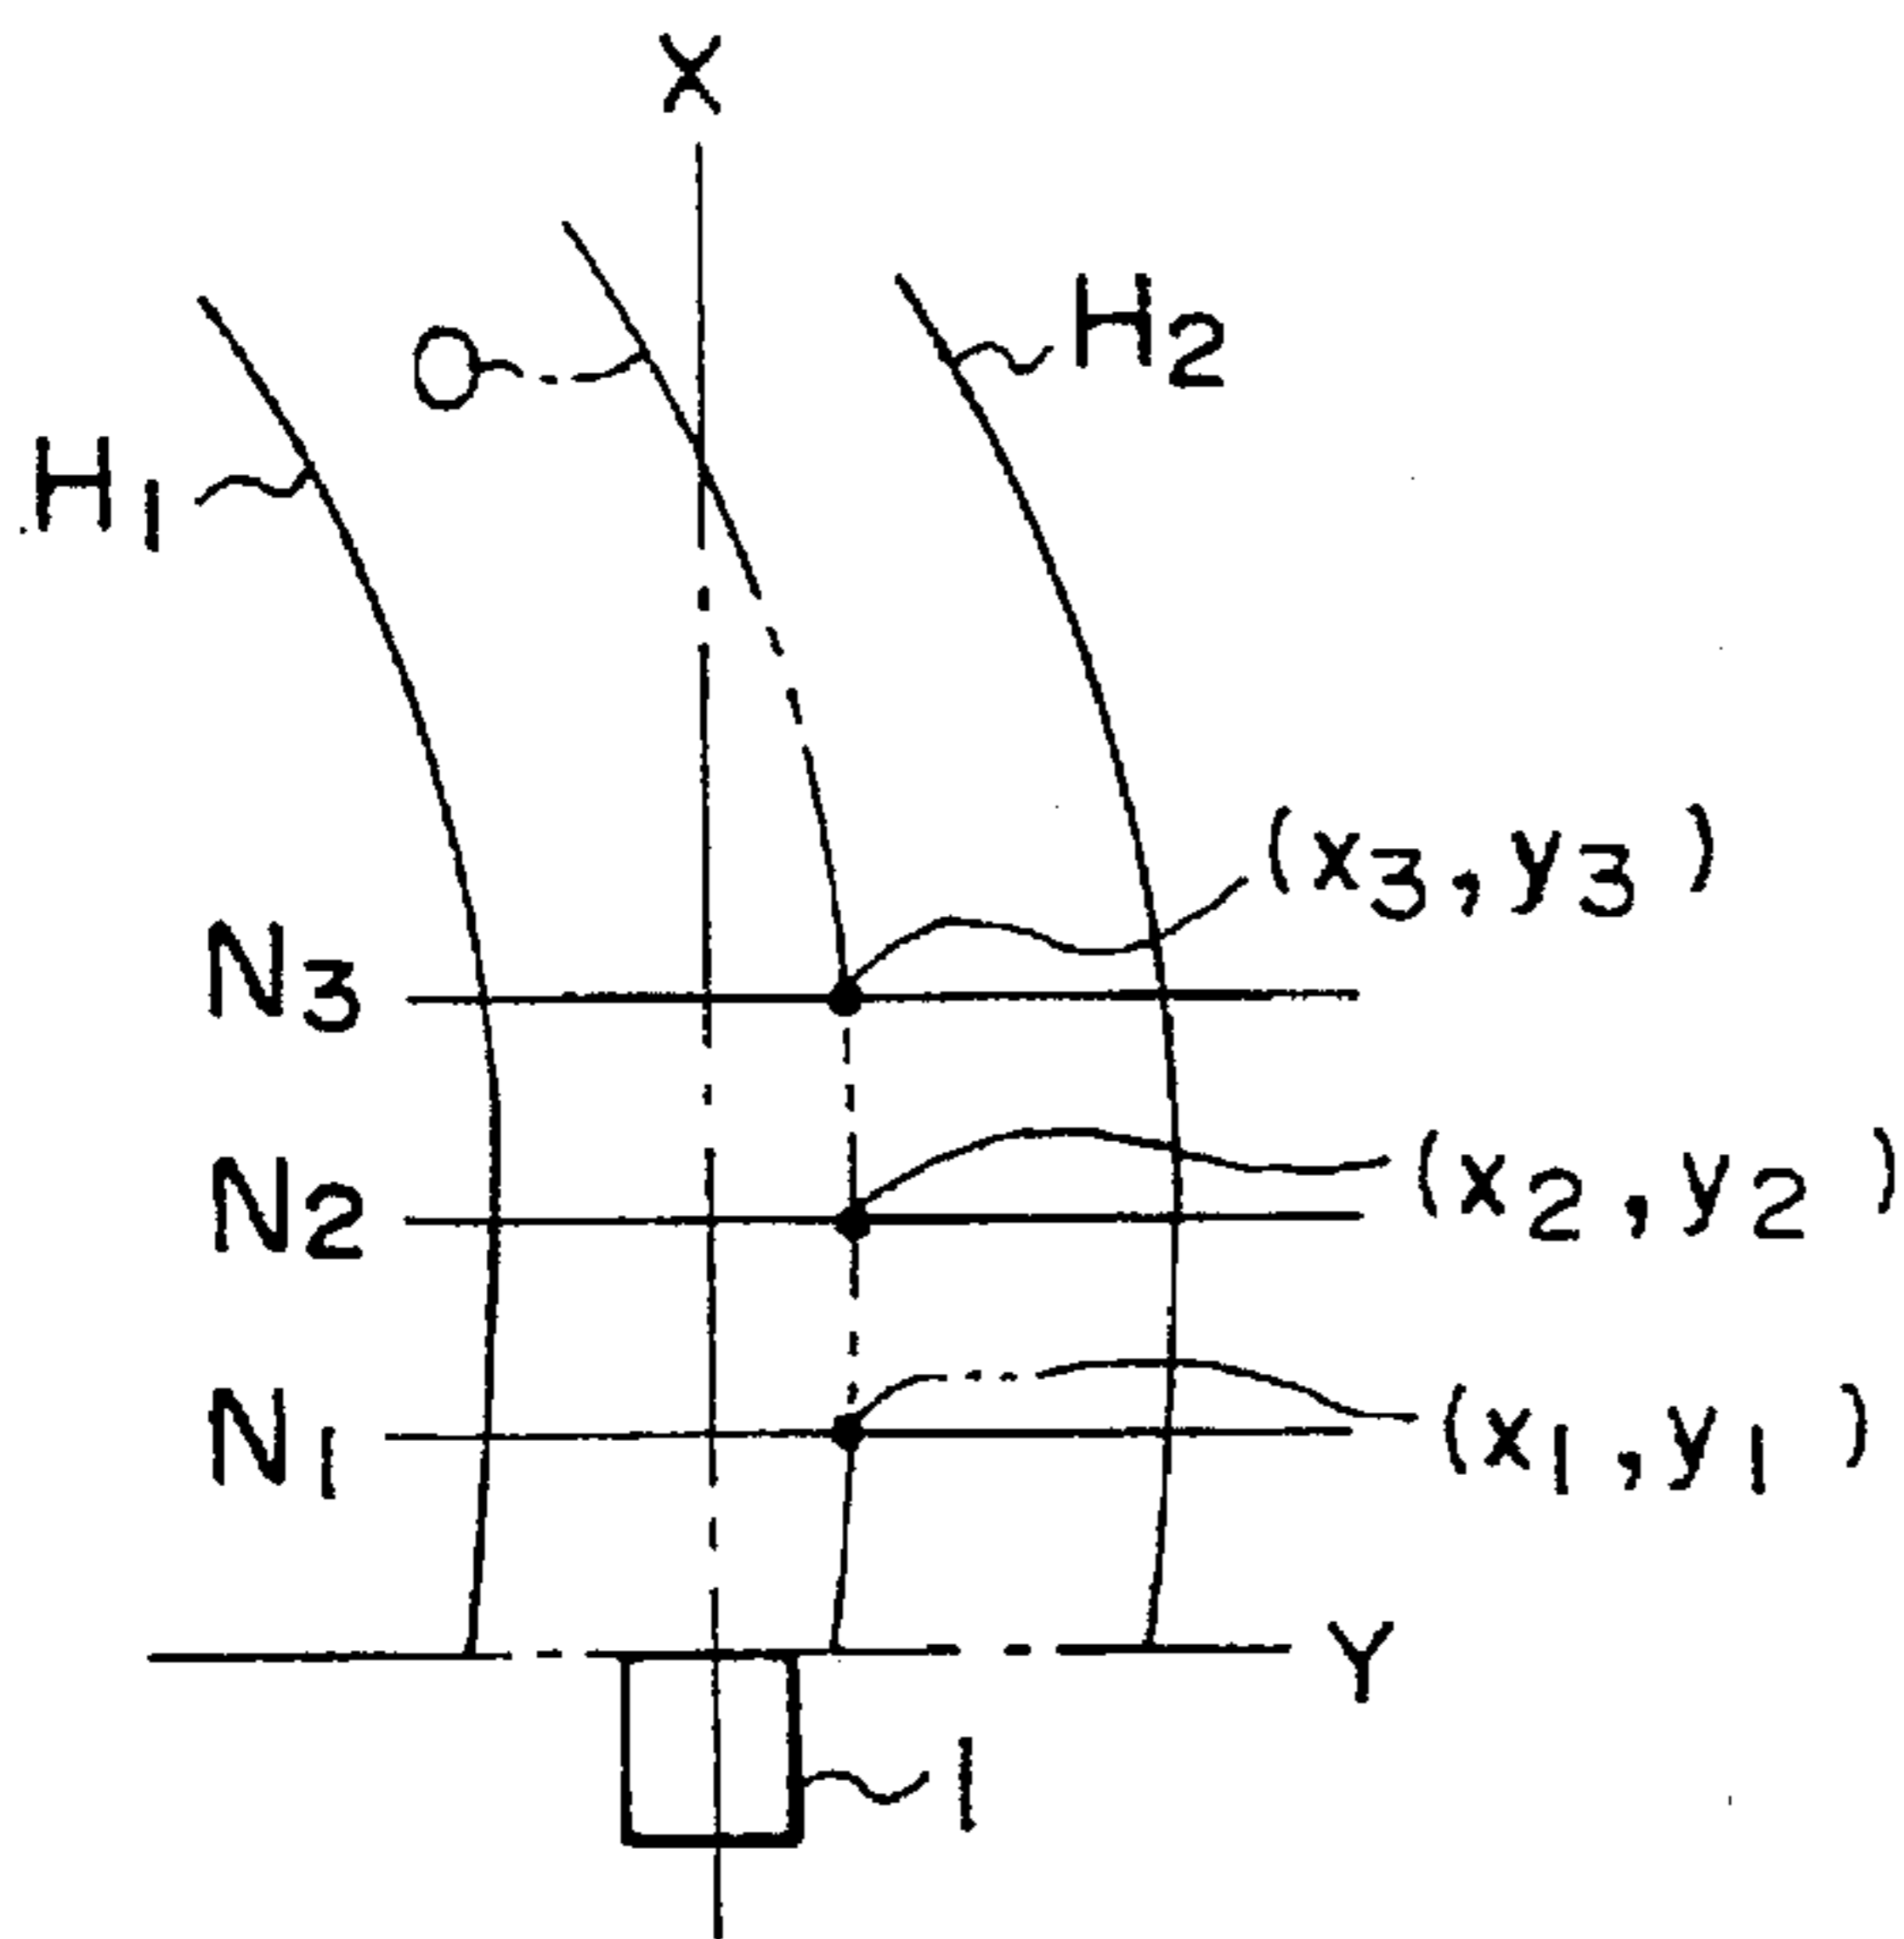 X
O
H2
H1
(x3, y3)
N3
(x2, y2)
N2
(x1, y1)
N1
Y
1